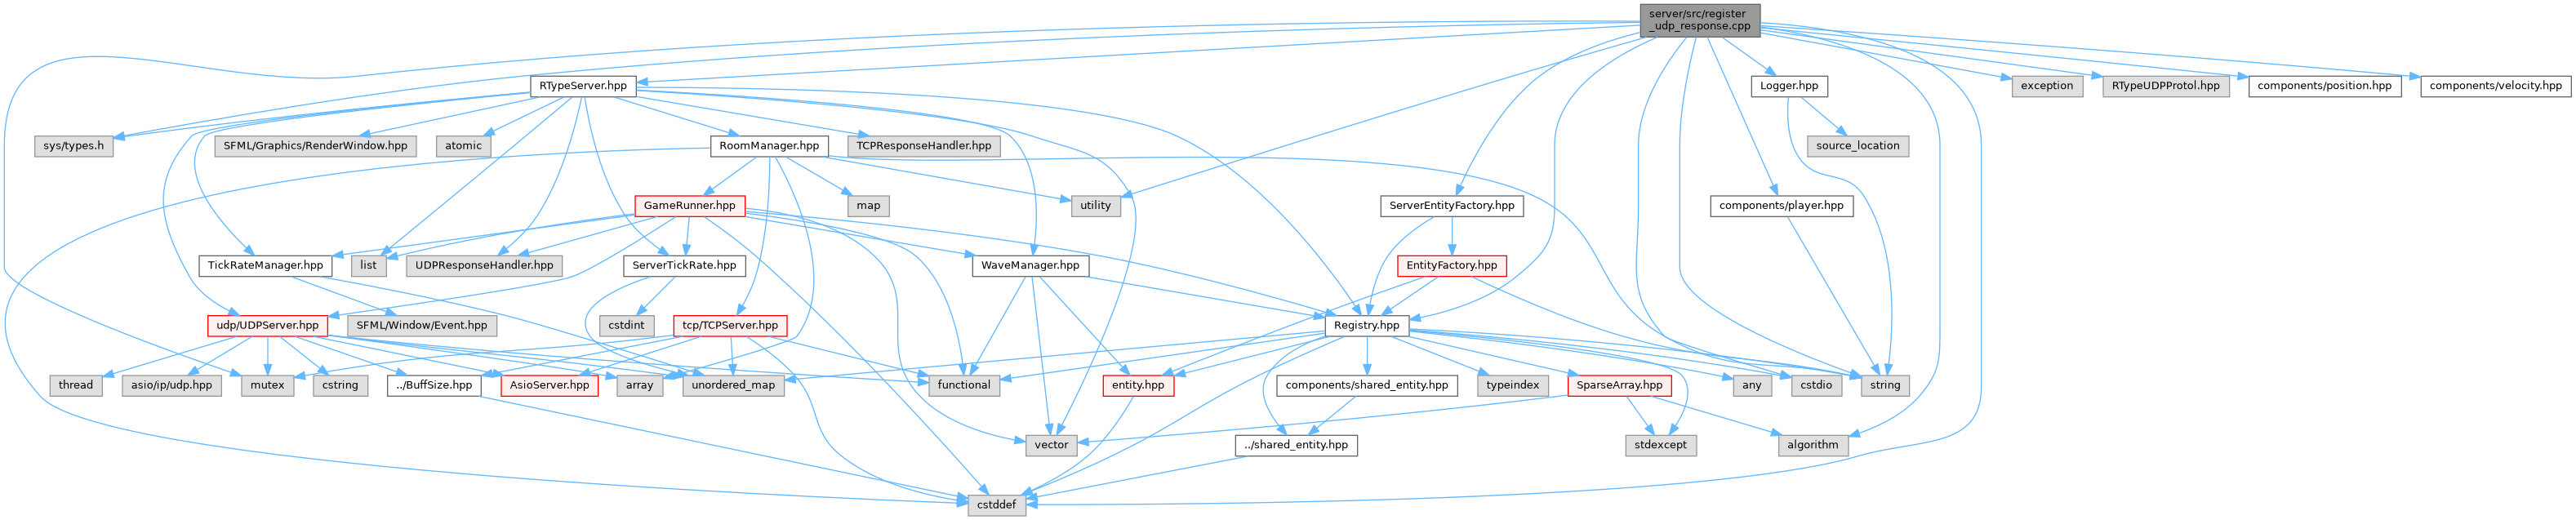 server/src/register
_udp_response.cpp
RTypeServer.hpp
Logger.hpp
exception
RTypeUDPProtol.hpp
components/position.hpp
components/velocity.hpp
sys/types.h
SFML/Graphics/RenderWindow.hpp
atomic
RoomManager.hpp
TCPResponseHandler.hpp
source_location
GameRunner.hpp
map
utility
ServerEntityFactory.hpp
components/player.hpp
TickRateManager.hpp
list
UDPResponseHandler.hpp
ServerTickRate.hpp
WaveManager.hpp
EntityFactory.hpp
udp/UDPServer.hpp
SFML/Window/Event.hpp
cstdint
tcp/TCPServer.hpp
Registry.hpp
thread
asio/ip/udp.hpp
mutex
cstring
../BuffSize.hpp
AsioServer.hpp
array
unordered_map
functional
entity.hpp
components/shared_entity.hpp
typeindex
SparseArray.hpp
any
cstdio
string
vector
../shared_entity.hpp
stdexcept
algorithm
cstddef